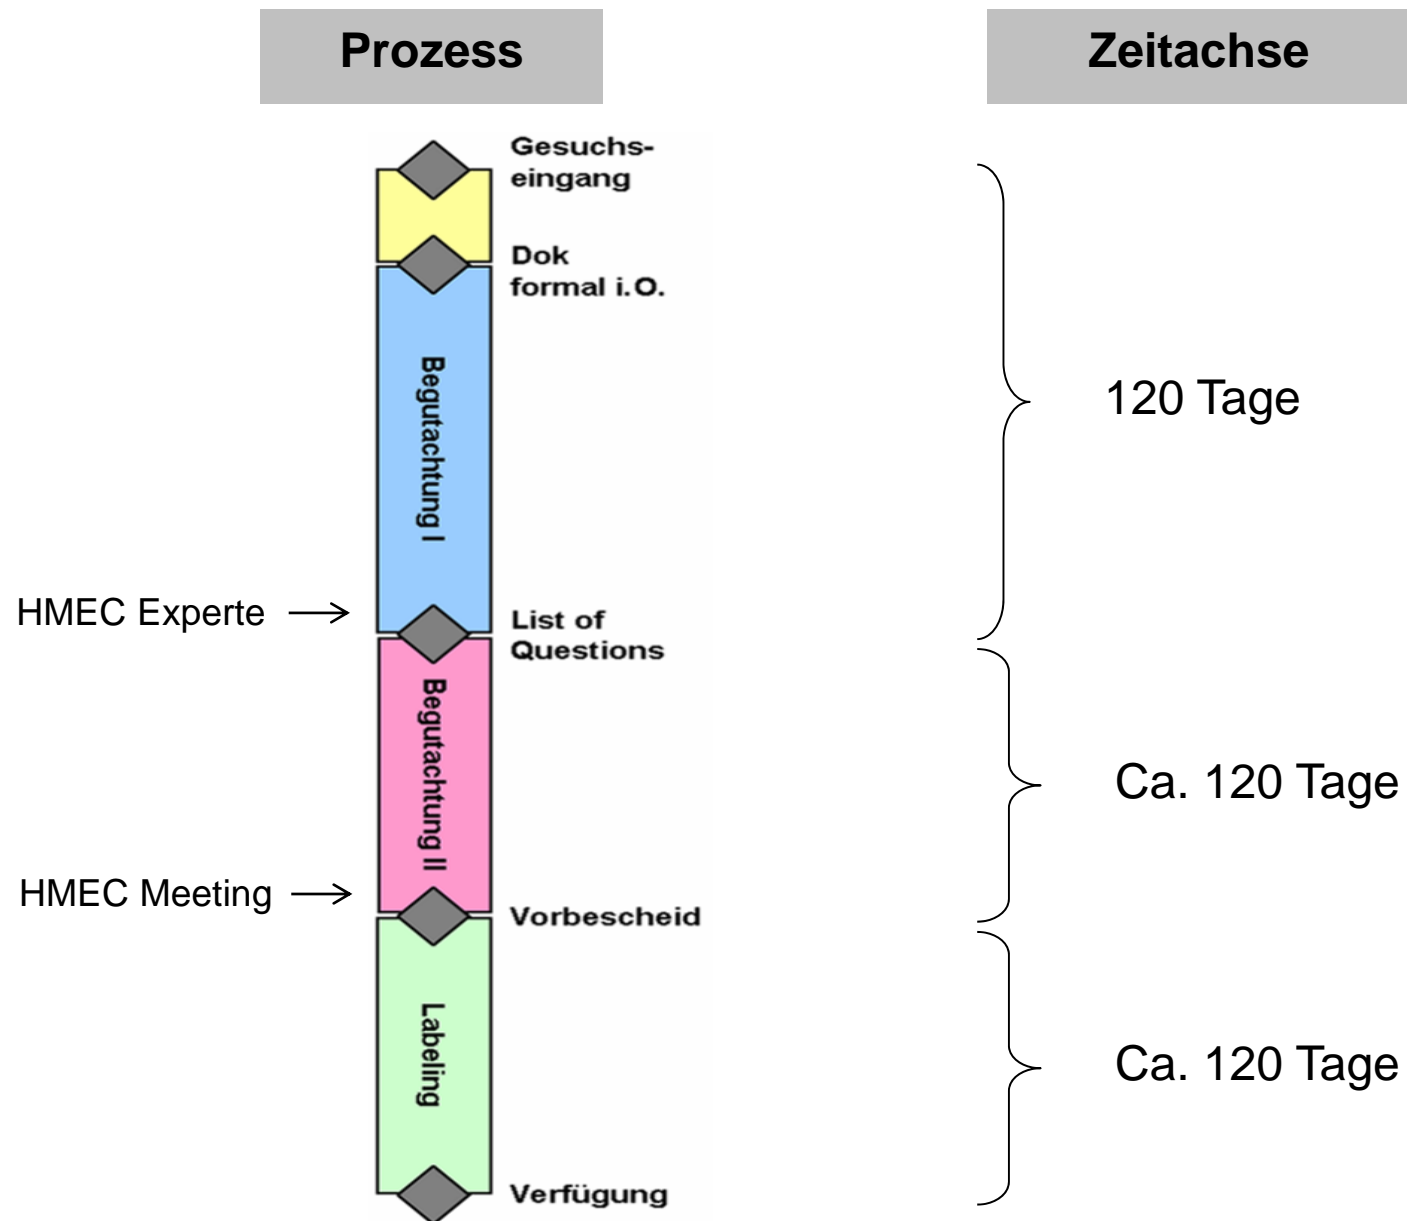 Prozess
Zeitachse
Gesuchs-
eingang
Dok
formal i.O.
Begutachtung I
120 Tage
HMEC Experte
List of
Questions
Begutachtung II
Ca. 120 Tage
HMEC Meeting
Vorbescheid
Labeling
Ca. 120 Tage
Verfügung